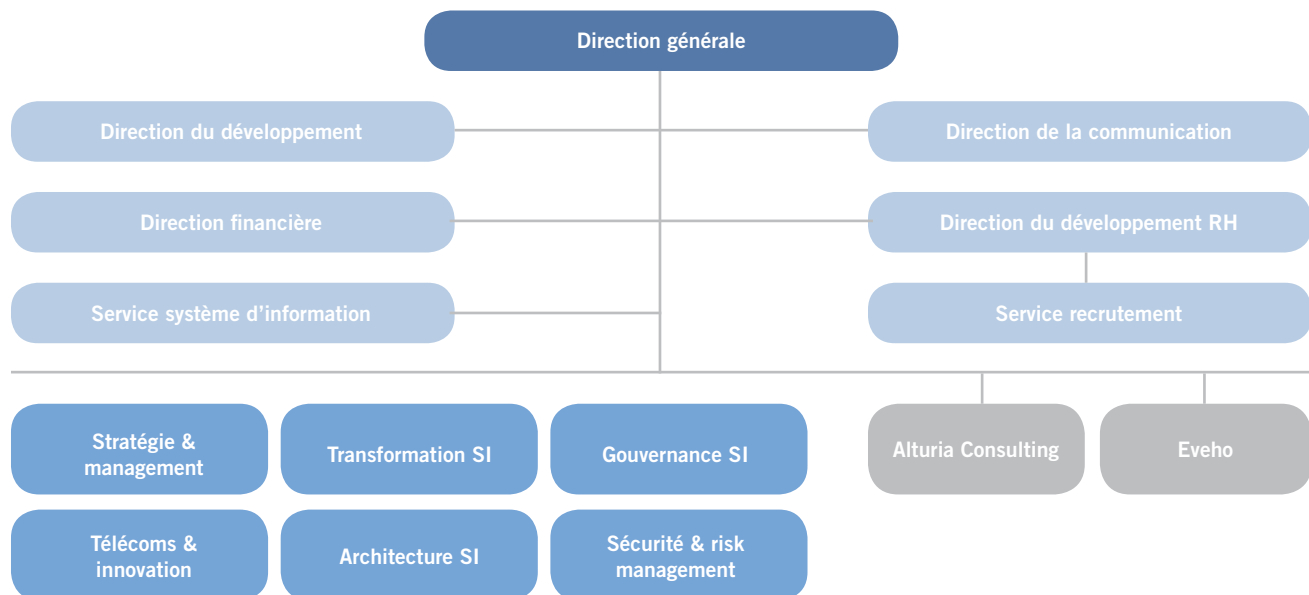 Direction générale
Direction du développement
Direction de la communication
Direction financière
Direction du développement RH
Service système d'information
Service recrutement
Stratégie &
management
Transformation SI
Gouvernance SI
Alturia Consulting
Eveho
Télécoms &
innovation
Architecture SI
Sécurité & risk
management